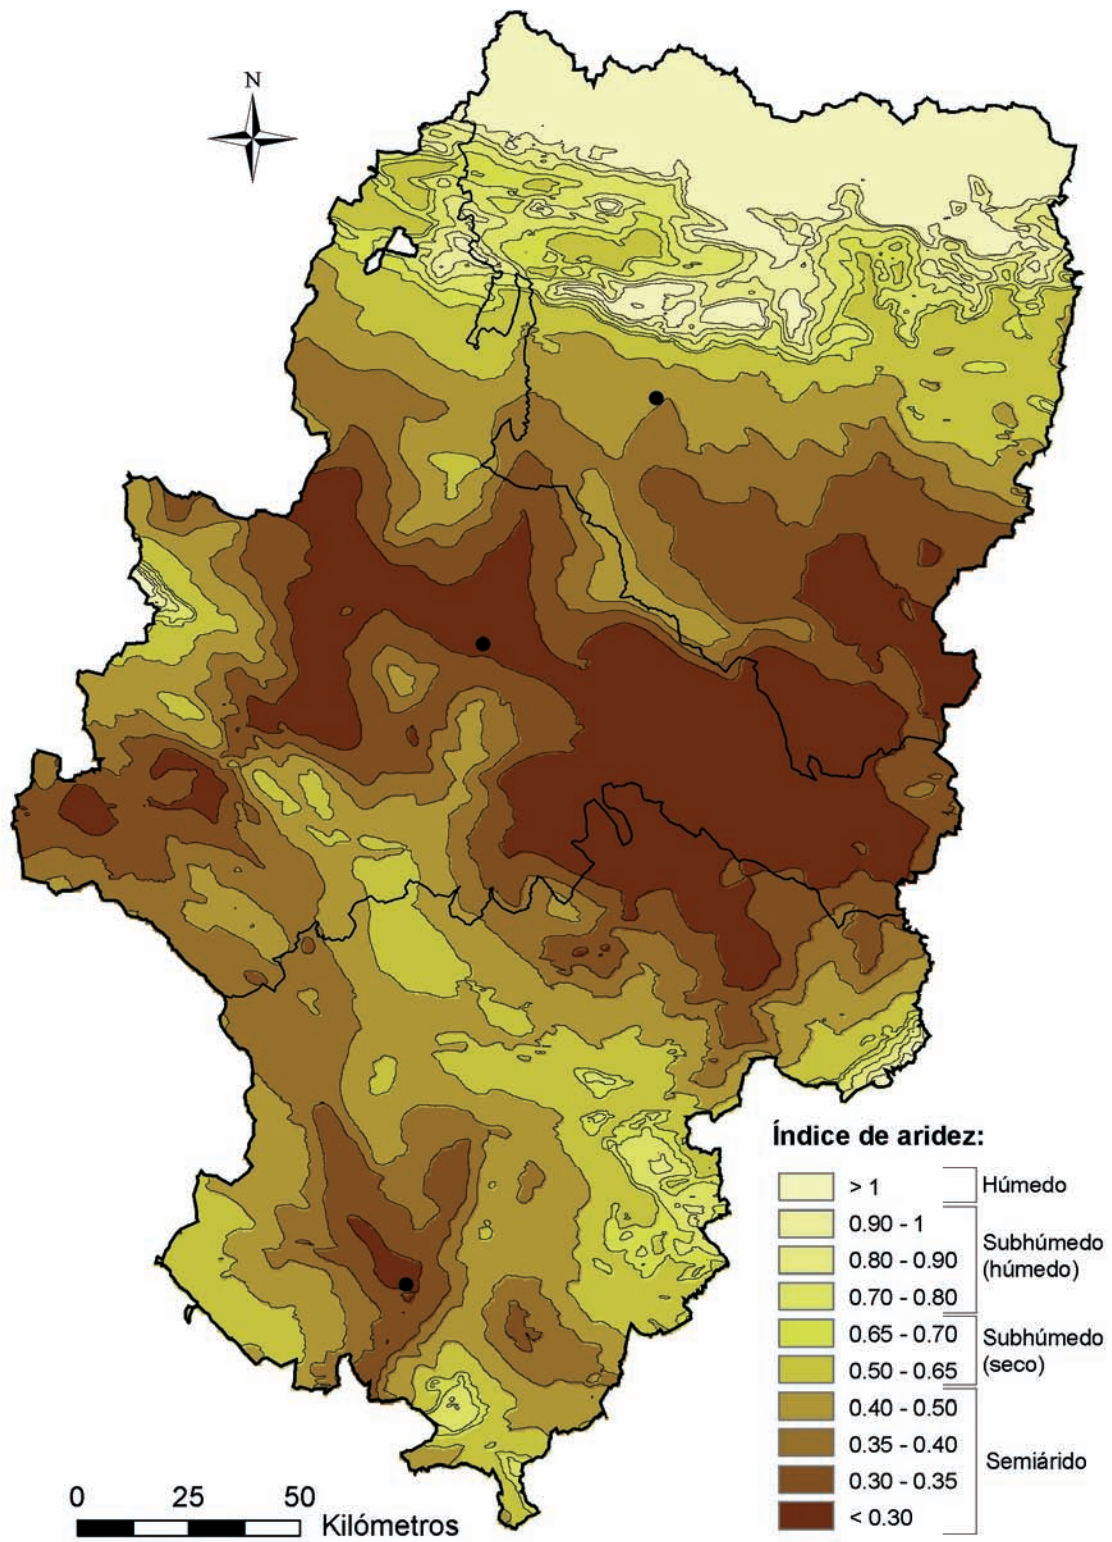 N
Índice de aridez:
> 1
Húmedo
0.90 - 1
0.80 - 0.90
0.70 - 0.80
Subhúmedo
(húmedo)
0.65 - 0.70
0.50 - 0.65
Subhúmedo
(seco)
0.40 - 0.50
0.35 - 0.40
0.30 - 0.35
< 0.30
Semiárido
0 25 50
Kilómetros